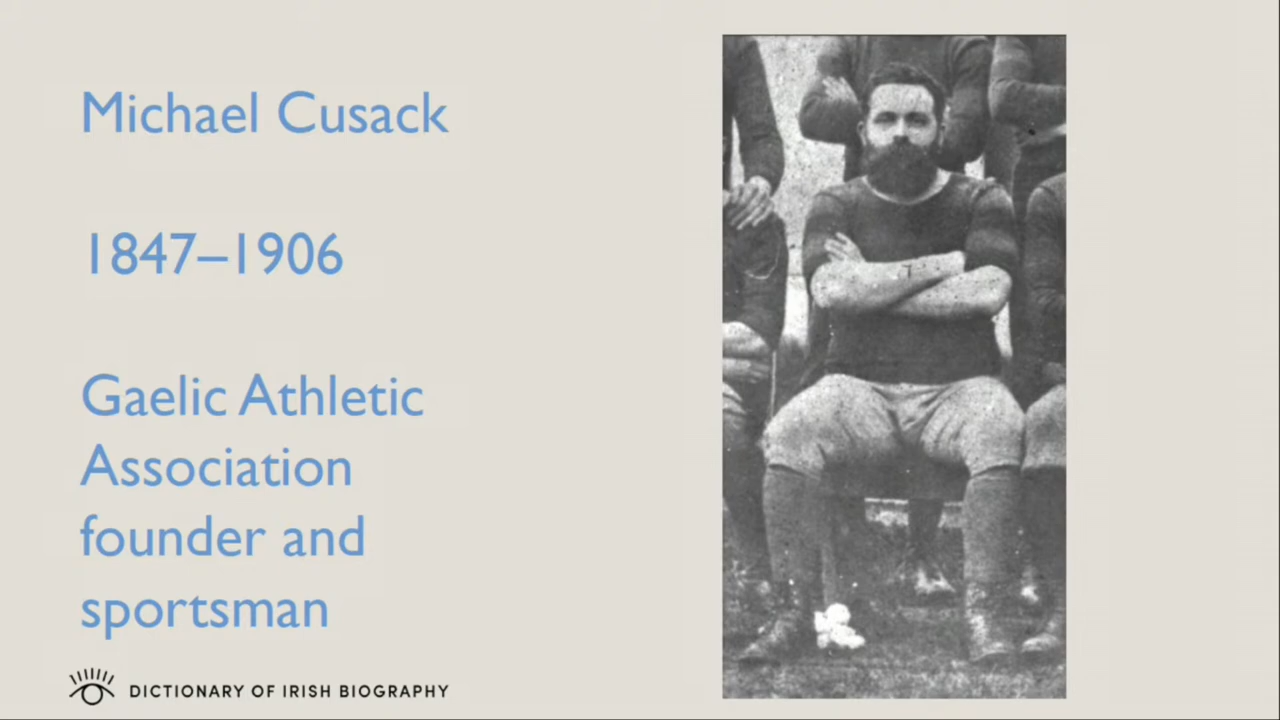 Michael Cusack
1847–1906
Gaelic Athletic
Association
founder and
sportsman
DICTIONARY OF IRISH BIOGRAPHY